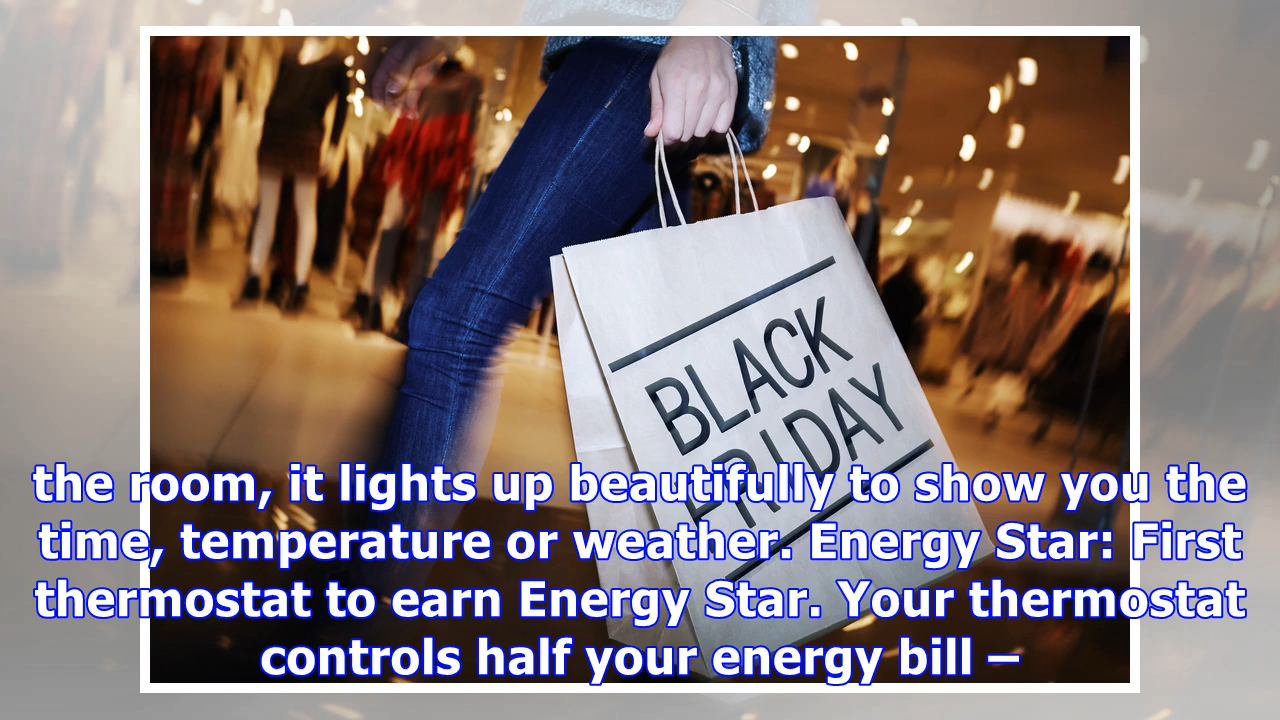 BLACK
FRIDAY
the room, it lights up beautifully to show you the
time, temperature or weather. Energy Star: First
thermostat to earn Energy Star. Your thermostat
controls half your energy bill –